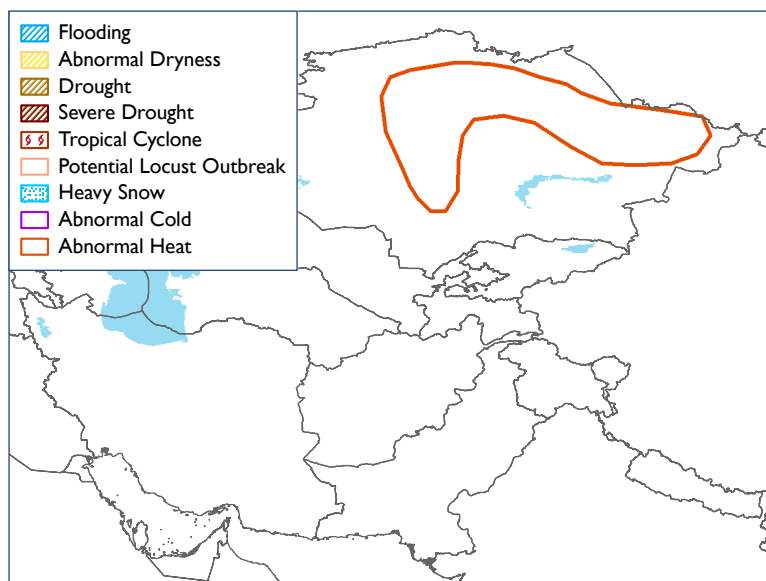 Flooding
Abnormal Dryness
Drought
Severe Drought
Tropical Cyclone
Potential Locust Outbreak
Heavy Snow
Abnormal Cold
Abnormal Heat